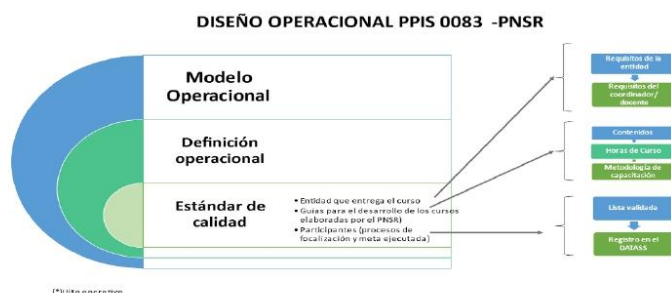 DISEÑO OPERACIONAL PPIS 0083 -PNSR
Modelo
Operacional
Definición
operacional
Estándar de
calidad
• Entidad que entrega el curso
• Guías para el desarrollo de los cursos
elaboradas por el PNSR)
• Participantes (procesos de
focalización y meta ejecutada)
Requisitos de la
entidad
Requisitos del
coordinador/
docente
Contenidos
Horas de Curso
Metodología de
capacitación
Lista validada
Registro en el
DATASS